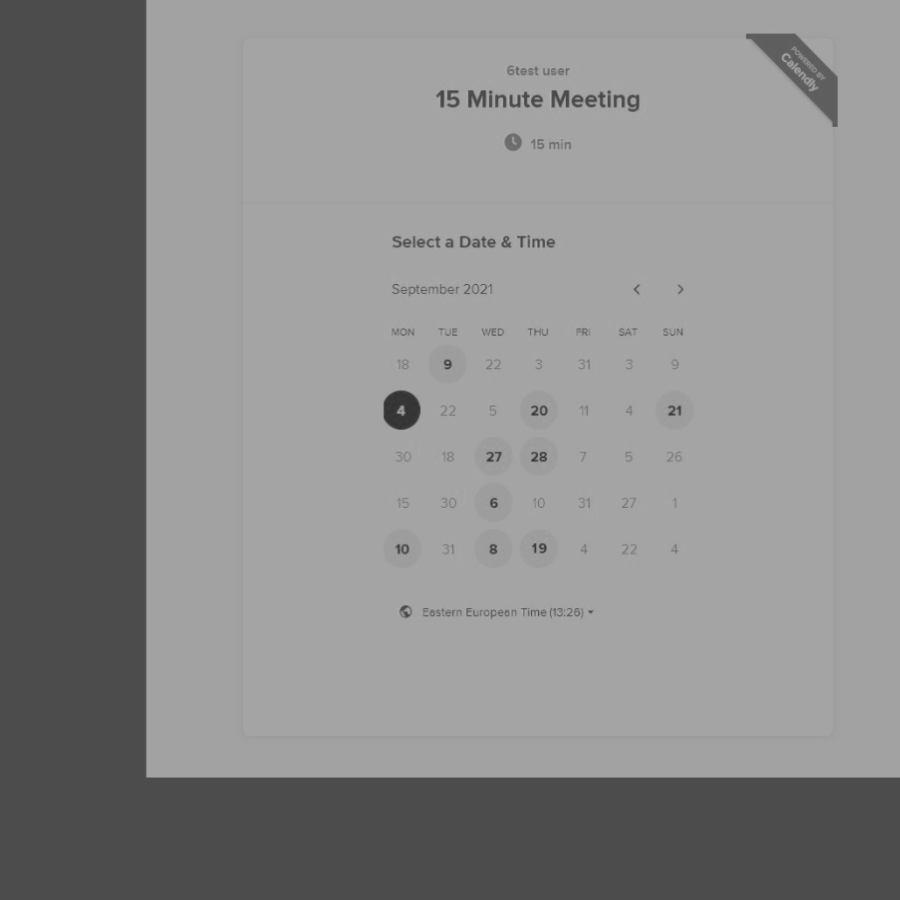 POWERED BY
Calendly
6test user
15 Minute Meeting
15 min
Select a Date & Time
September 2021
MON TUE WED THU FRI SAT SUN
18 9 22 3 31 3 9
4 22 5 20 11 4 21
30 18 27 28 7 5 26
15 30 6 10 31 27 1
10 31 8 19 4 22 4
Eastern European Time (13:26)